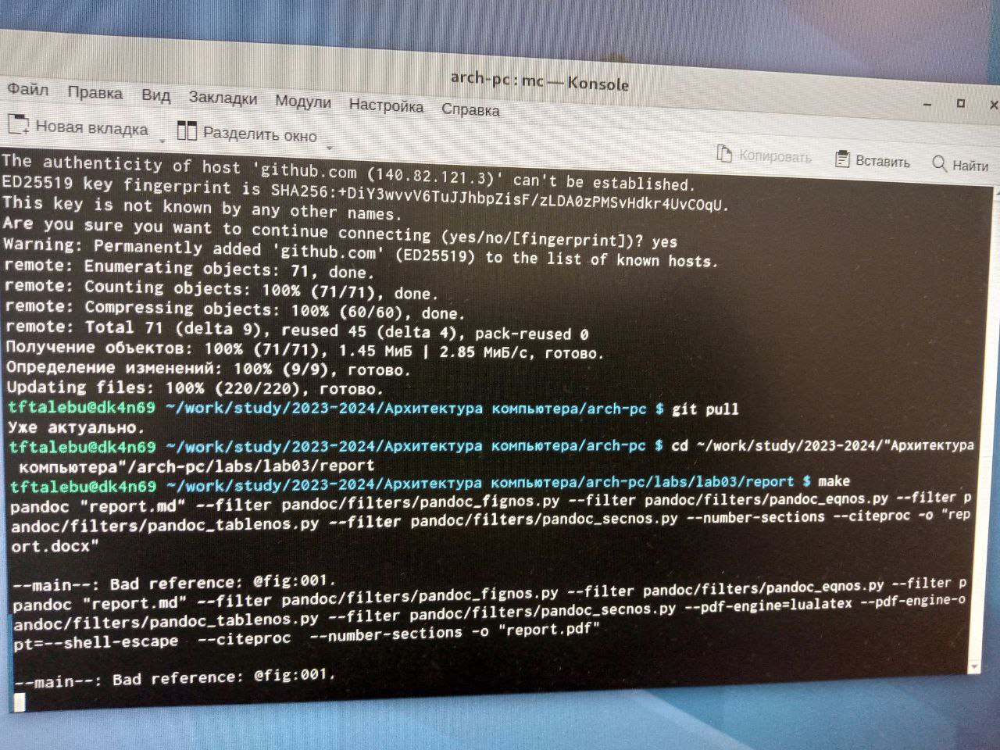 arch-pc : mc — Konsole
Файл Правка Вид Закладки Модули Настройка Справка
Новая вкладка Разделить окно Копировать Вставить Найти
The authenticity of host 'github.com (140.82.121.3)' can't be established.
ED25519 key fingerprint is SHA256:+DiY3wvvV6TuJJhbpZisF/zLDA0zPMSvHdkr4UvCOqU.
This key is not known by any other names.
Are you sure you want to continue connecting (yes/no/[fingerprint])? yes
Warning: Permanently added 'github.com' (ED25519) to the list of known hosts.
remote: Enumerating objects: 71, done.
remote: Counting objects: 100% (71/71), done.
remote: Compressing objects: 100% (60/60), done.
remote: Total 71 (delta 9), reused 45 (delta 4), pack-reused 0
Получение объектов: 100% (71/71), 1.45 МиБ | 2.85 МиБ/с, готово.
Определение изменений: 100% (9/9), готово.
Updating files: 100% (220/220), готово.
tftalebu@dk4n69 ~/work/study/2023-2024/Архитектура компьютера/arch-pc $ git pull
Уже актуально.
tftalebu@dk4n69 ~/work/study/2023-2024/Архитектура компьютера/arch-pc $ cd ~/work/study/2023-2024/"Архитектура
компьютера"/arch-pc/labs/lab03/report
tftalebu@dk4n69 ~/work/study/2023-2024/Архитектура компьютера/arch-pc/labs/lab03/report $ make
pandoc "report.md" --filter pandoc/filters/pandoc_fignos.py --filter pandoc/filters/pandoc_eqnos.py --filter p
andoc/filters/pandoc_tablenos.py --filter pandoc/filters/pandoc_secnos.py --number-sections --citeproc -o "rep
ort.docx"
--main--: Bad reference: @fig:001.
pandoc "report.md" --filter pandoc/filters/pandoc_fignos.py --filter pandoc/filters/pandoc_eqnos.py --filter p
andoc/filters/pandoc_tablenos.py --filter pandoc/filters/pandoc_secnos.py --pdf-engine=lualatex --pdf-engine-o
pt=--shell-escape --citeproc --number-sections -o "report.pdf"
--main--: Bad reference: @fig:001.